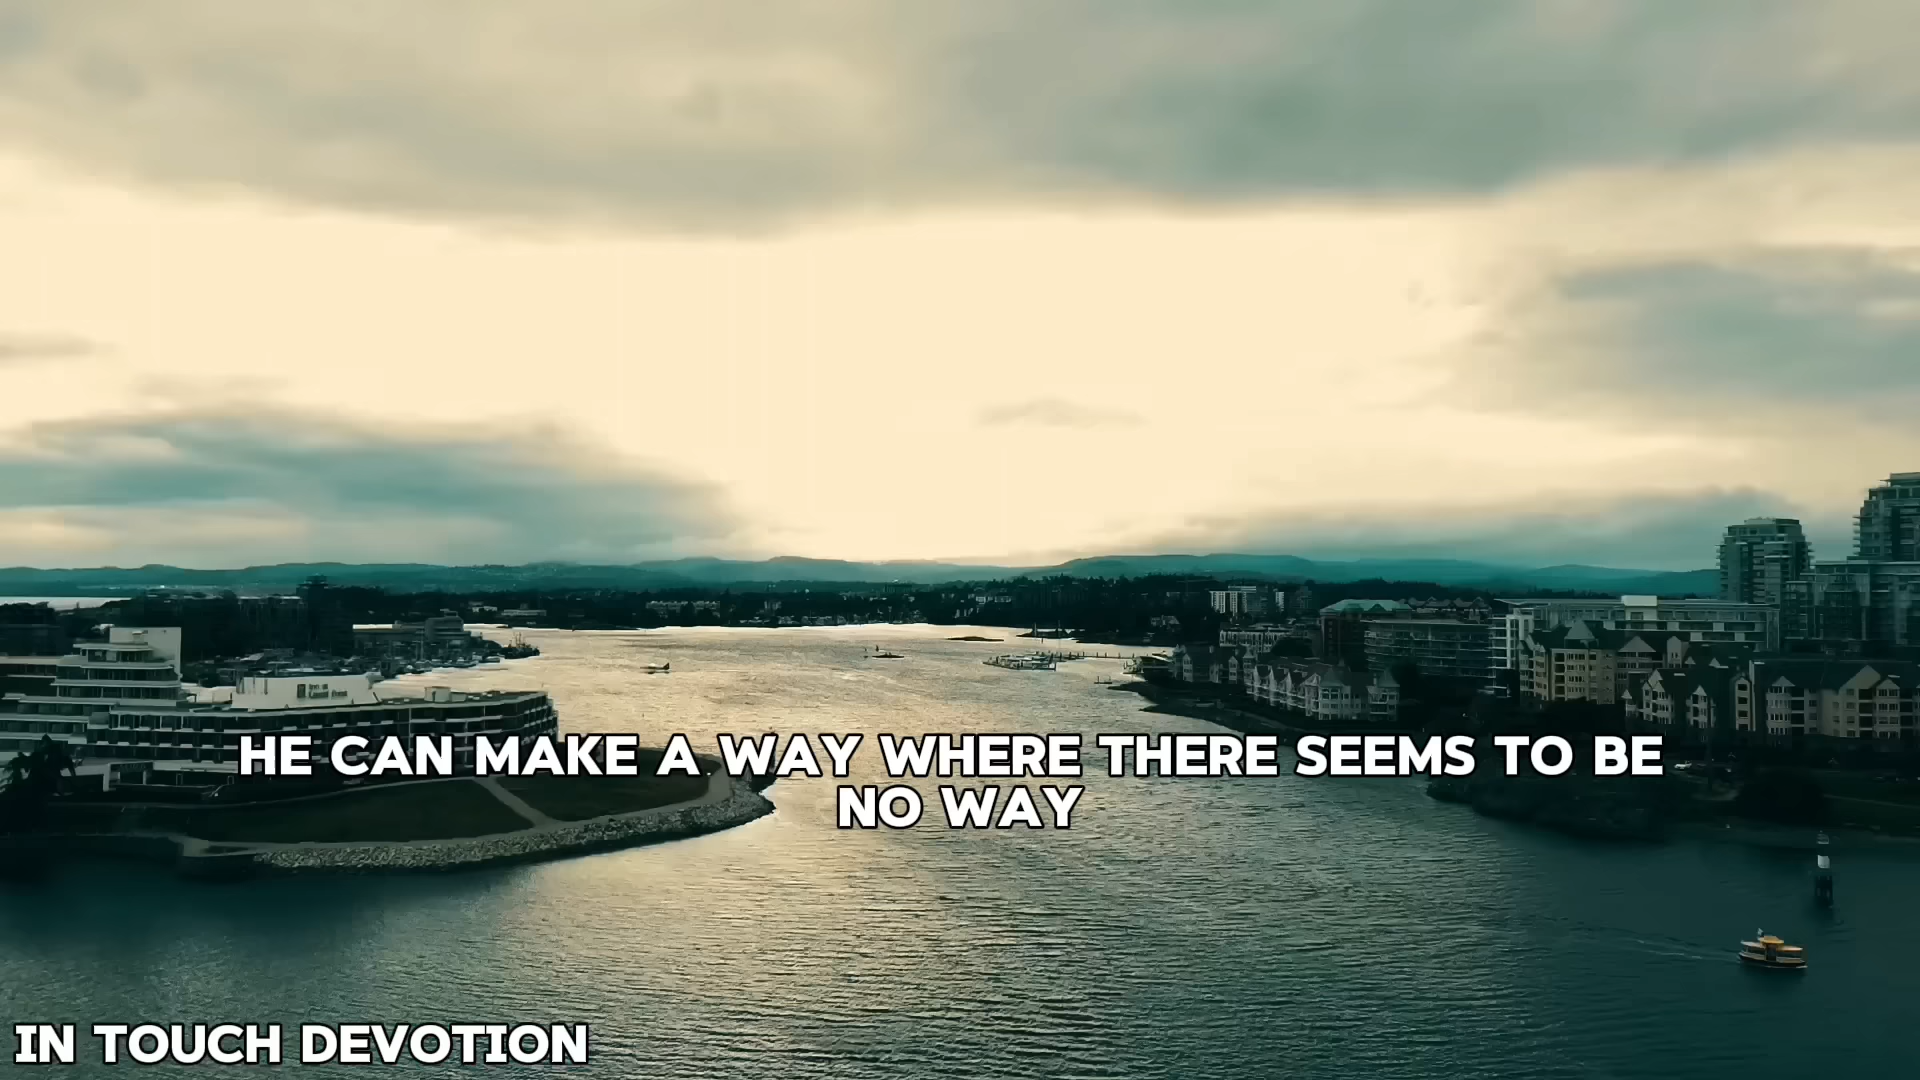 HE CAN MAKE A WAY WHERE THERE SEEMS TO BE
NO WAY
IN TOUCH DEVOTION